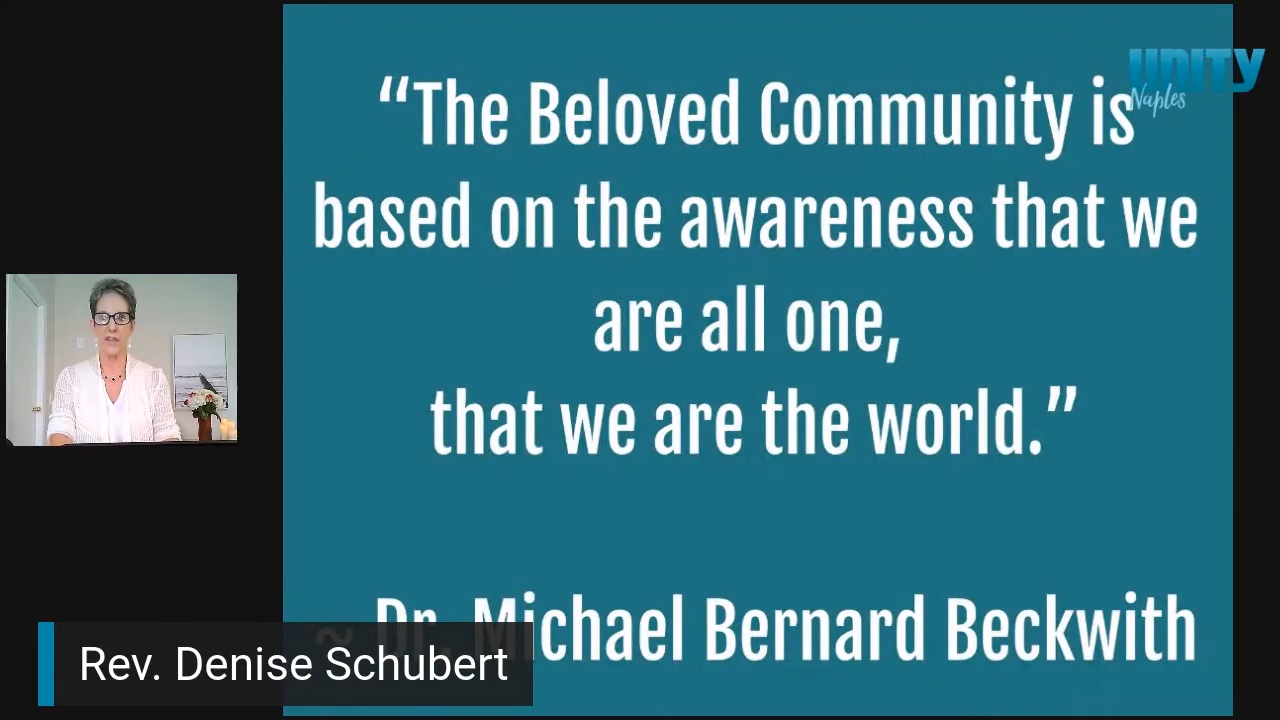 “The Beloved Community is
based on the awareness that we
are all one,
that we are the world.”
~ Dr. Michael Bernard Beckwith
UNITY
Naples
Rev. Denise Schubert